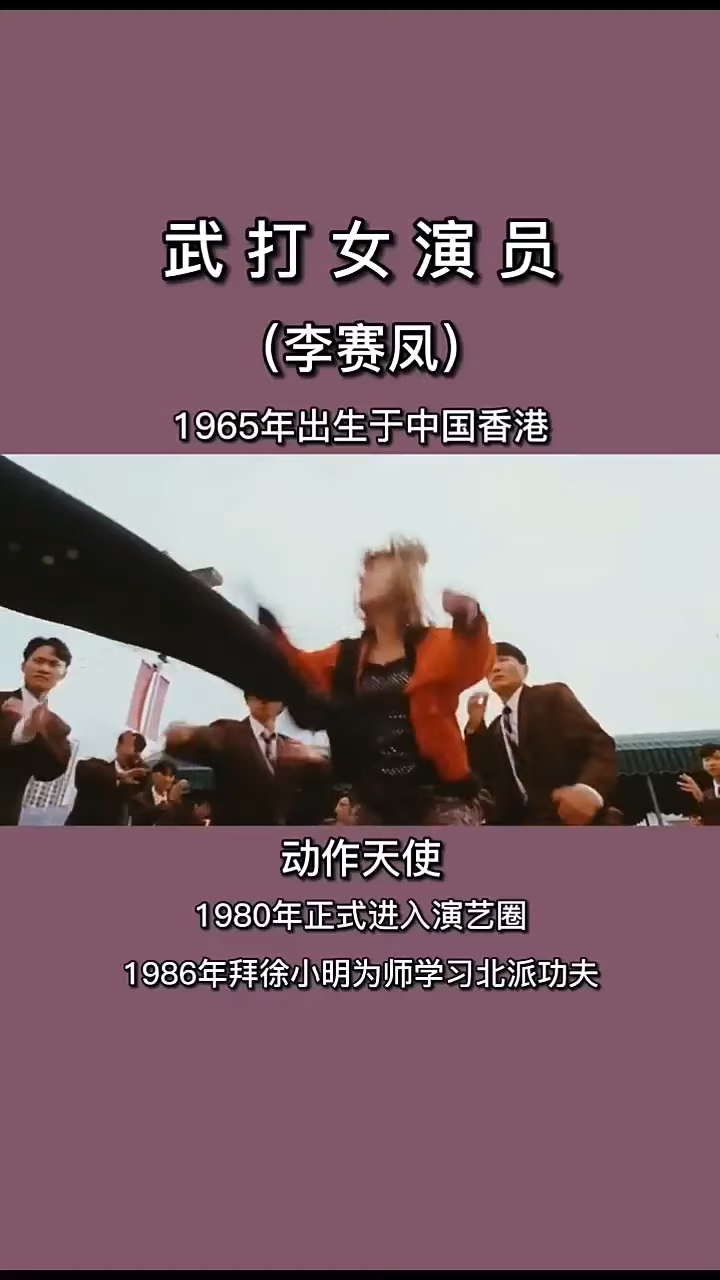 武打女演员
（李赛凤）
1965年出生于中国香港
动作天使
1980年正式进入演艺圈
1986年拜徐小明为师学习北派功夫